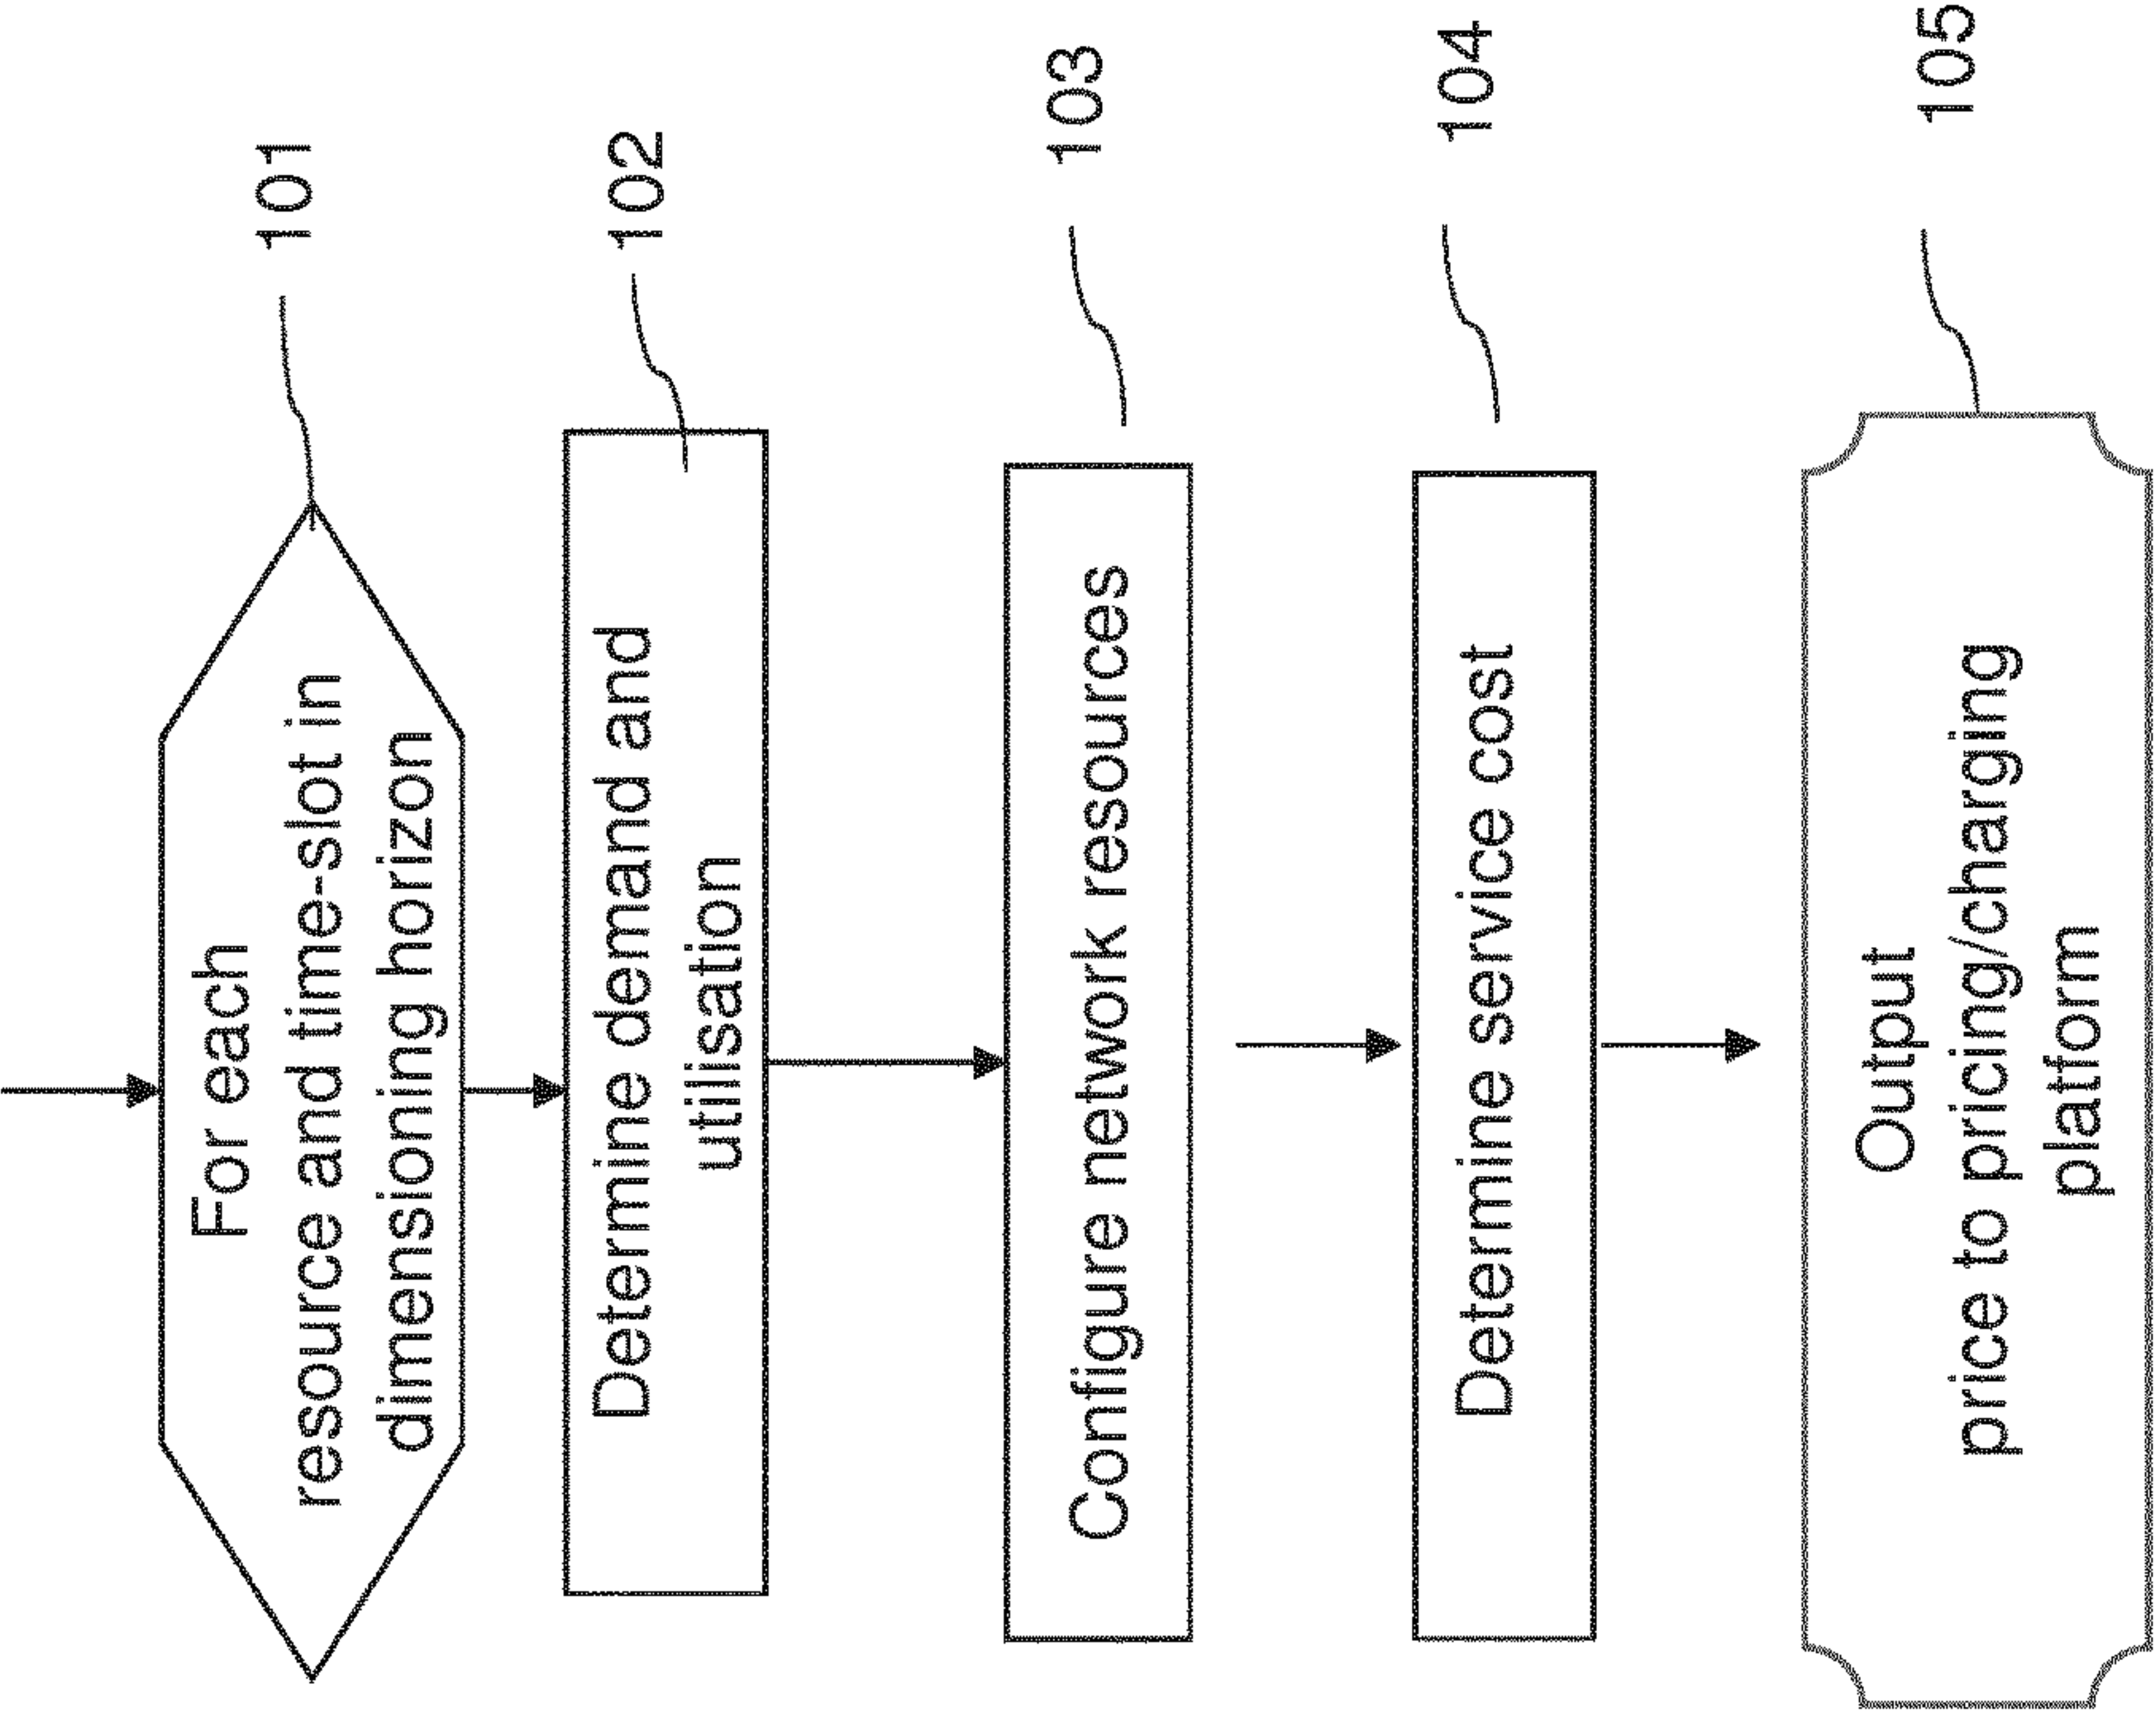 101
For each
resource and time-slot in
dimensioning horizon
102
Determine demand and
utilisation
103
Configure network resources
104
Determine service cost
105
Output
price to pricing/charging
platform